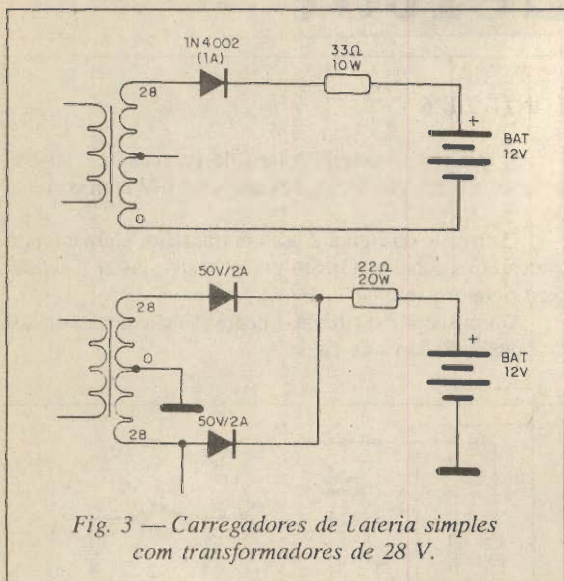 1N4002
(1A)
33Ω
10W
28
+
BAT
12V
0
50V/2A
22Ω
20W
28
0
+
BAT
12V
28
50V/2A
Fig. 3 — Carregadores de Lateria simples
com transformadores de 28 V.